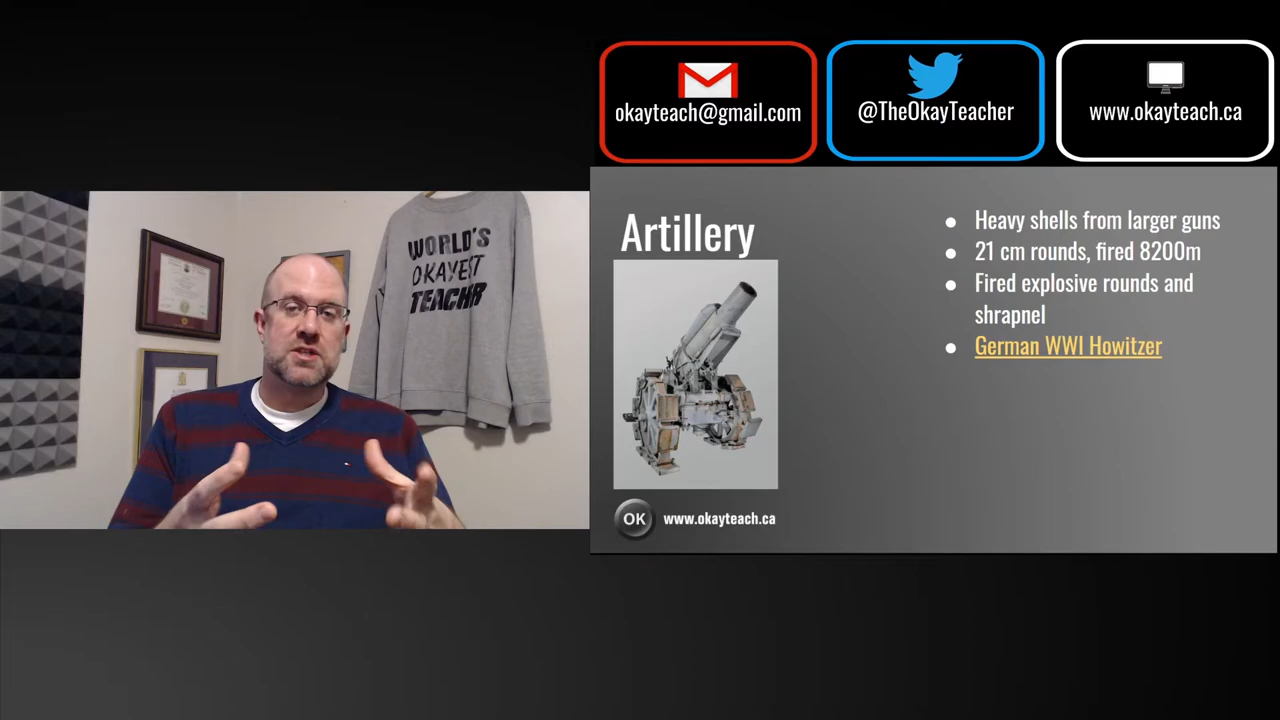 okayteach@gmail.com
@TheOkayTeacher
www.okayteach.ca
WORLD'S
OKAYEST
TEACHR
Artillery
Heavy shells from larger guns
21 cm rounds, fired 8200m
Fired explosive rounds and
shrapnel
German WWI Howitzer
OK www.okayteach.ca